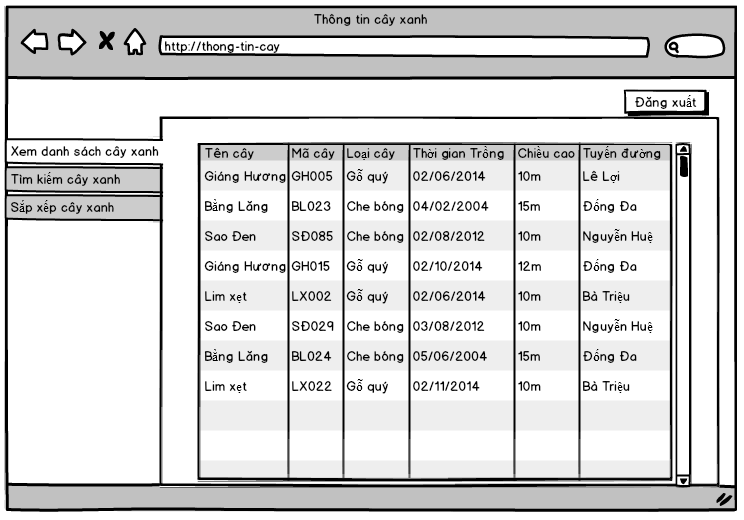 Thông tin cây xanh
http://thong-tin-cay
Đăng xuất
Xem danh sách cây xanh
Tìm kiếm cây xanh
Sắp xếp cây xanh
Tên cây Mã cây Loại cây Thời gian Trồng Chiều cao Tuyến đường
Giáng Hương GH005 Gỗ quý 02/06/2014 10m Lê Lợi
Bằng Lăng BL023 Che bóng 04/02/2004 15m Đống Đa
Sao Đen SĐ085 Che bóng 02/08/2012 10m Nguyễn Huệ
Giáng Hương GH015 Gỗ quý 02/10/2014 12m Đống Đa
Lim xẹt LX002 Gỗ quý 02/06/2014 10m Bà Triệu
Sao Đen SĐ029 Che bóng 03/08/2012 10m Nguyễn Huệ
Bằng Lăng BL024 Che bóng 05/06/2004 15m Đống Đa
Lim xẹt LX022 Gỗ quý 02/11/2014 10m Bà Triệu